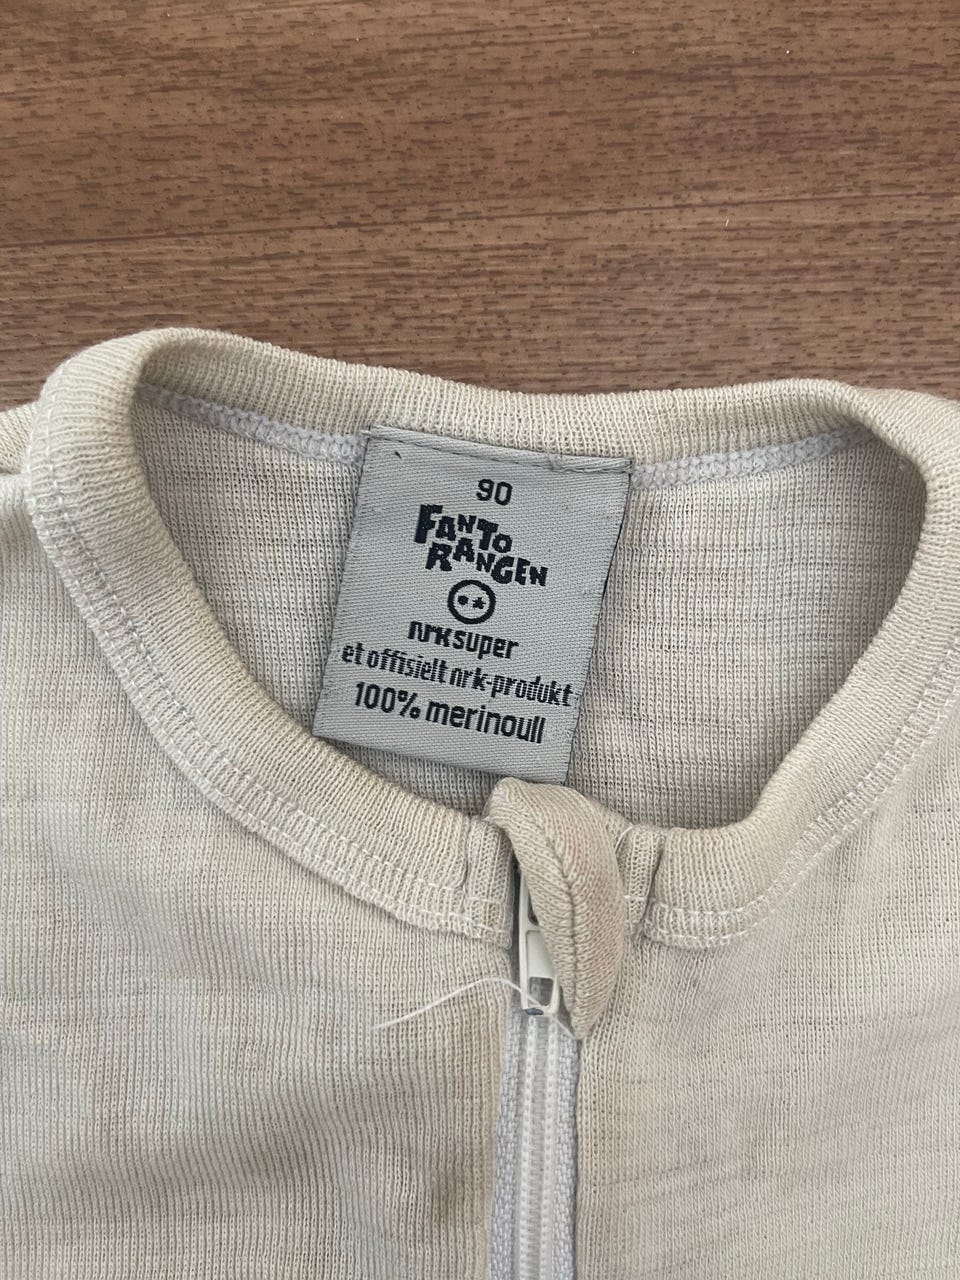 90
FANTO
RANGEN
nrk super
et offisielt nrk-produkt
100% merinoull